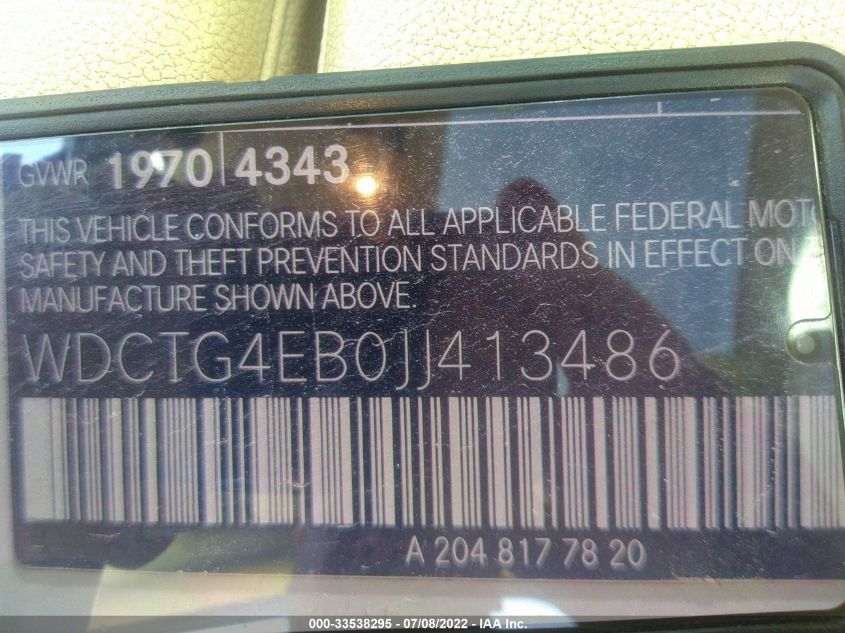 GVWR 1970 4343
THIS VEHICLE CONFORMS TO ALL APPLICABLE FEDERAL
SAFETY AND THEFT PREVENTION STANDARDS IN EFFECT ON
MANUFACTURE SHOWN ABOVE.
WDCTG4EB0JJ413486
A 204 817 78 20
000-33538295 - 07/08/2022 - IAA Inc.